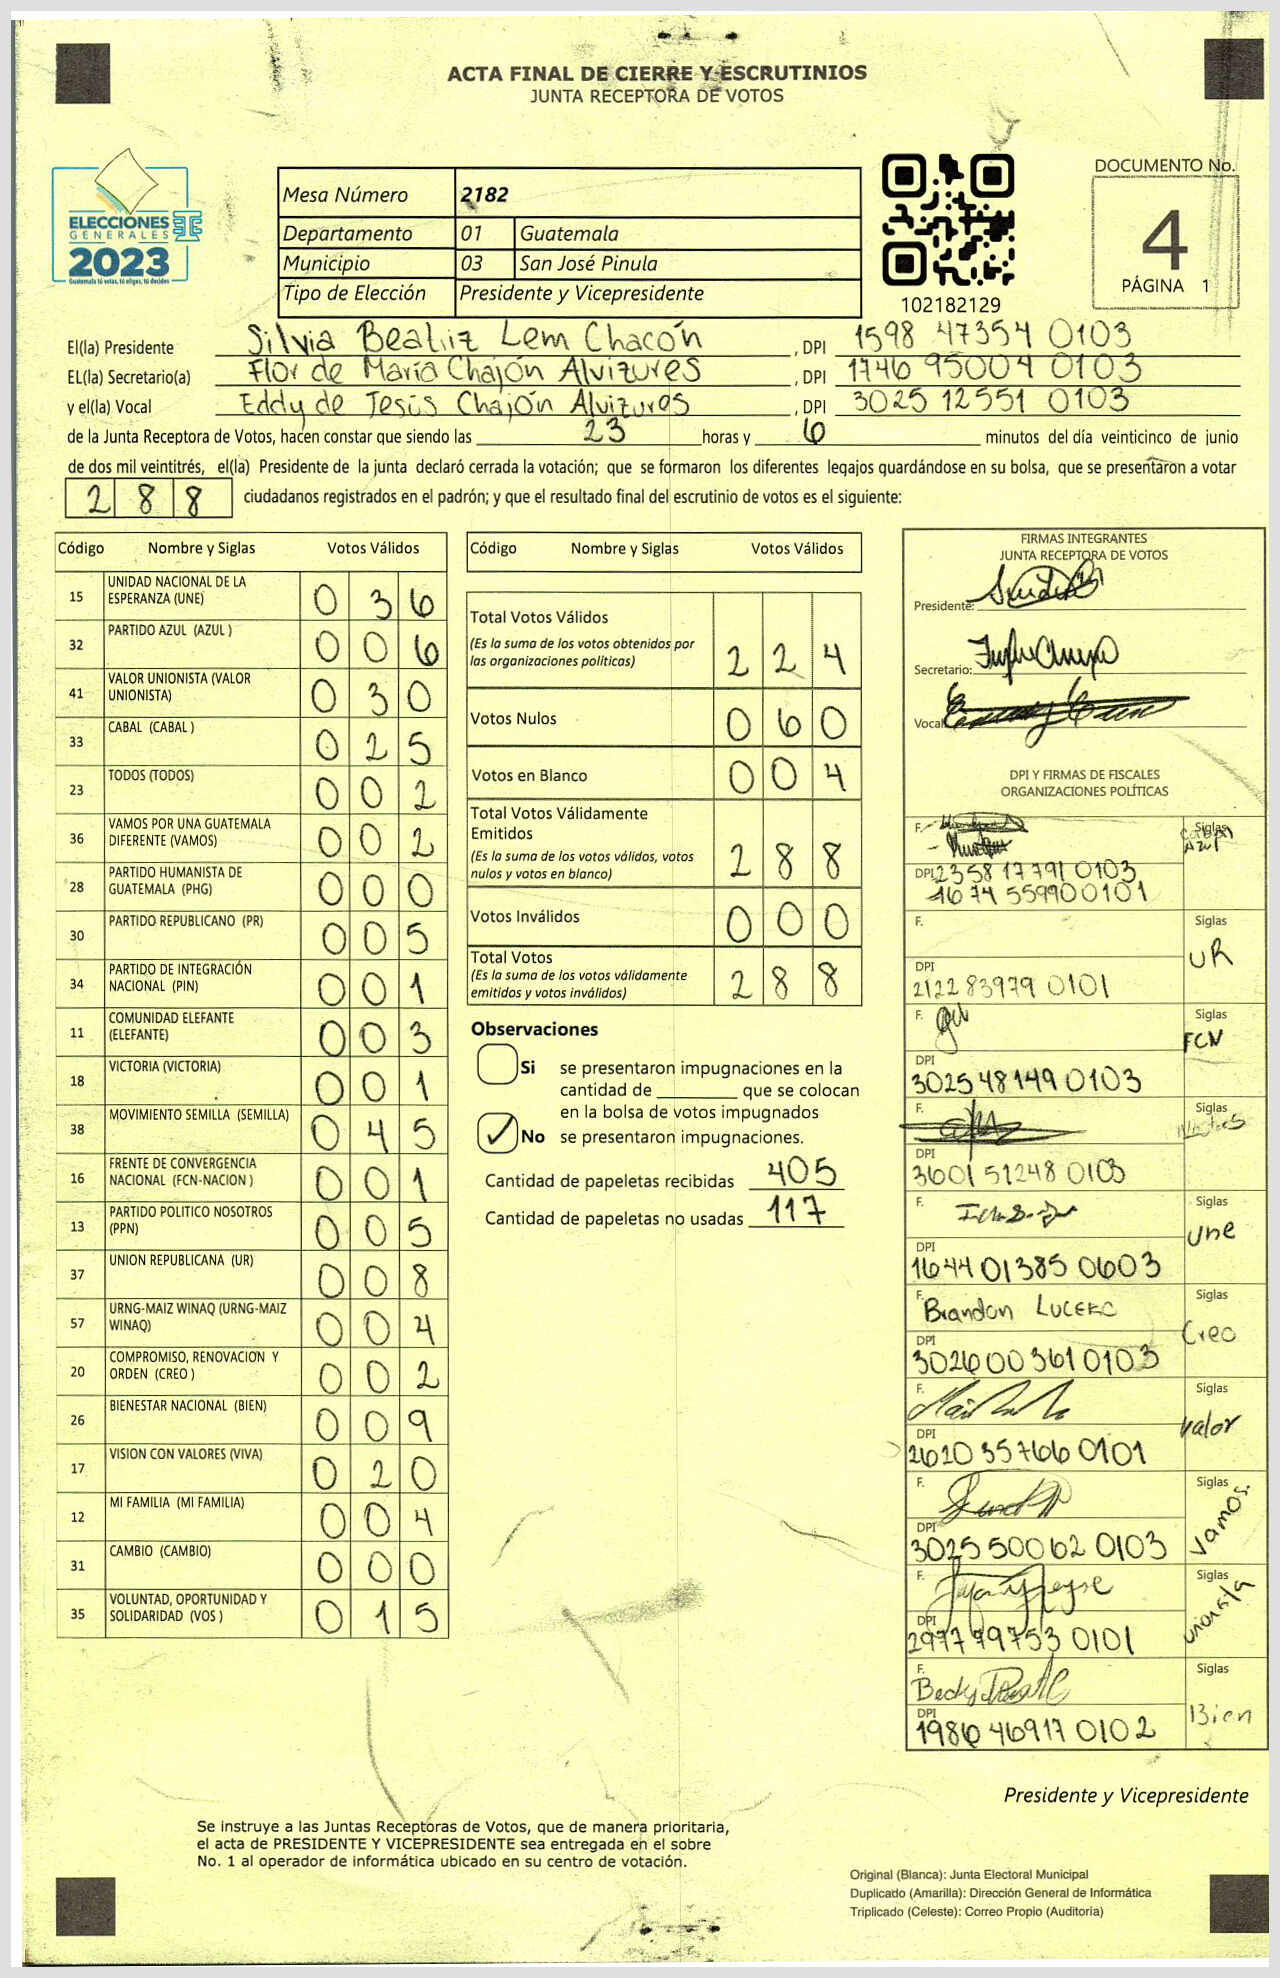 ACTA FINAL DE CIERRE Y ESCRUTINIOS
JUNTA RECEPTORA DE VOTOS
ELECCIONES
GENERALES
2023
Guatemala tú votas, tú eliges, tú decides
Mesa Número 2182
Departamento 01 Guatemala
Municipio 03 San José Pinula
Tipo de Elección Presidente y Vicepresidente
102182129
DOCUMENTO No.
4
PÁGINA 1
El(la) Presidente Silvia Beatriz Lem Chacón , DPI 1598 47354 0103
EL(la) Secretario(a) Flor de María Chajón Alvizures , DPI 1746 95004 0103
y el(la) Vocal Eddy de Jesús Chajón Alvizures , DPI 3025 12551 0103
de la Junta Receptora de Votos, hacen constar que siendo las 23 horas y 6 minutos del día veinticinco de junio
de dos mil veintitrés, el(la) Presidente de la junta declaró cerrada la votación; que se formaron los diferentes legajos guardándose en su bolsa, que se presentaron a votar
288 ciudadanos registrados en el padrón; y que el resultado final del escrutinio de votos es el siguiente:
Código Nombre y Siglas Votos Válidos
15 UNIDAD NACIONAL DE LA ESPERANZA (UNE) 0 3 6
32 PARTIDO AZUL (AZUL ) 0 0 6
41 VALOR UNIONISTA (VALOR UNIONISTA) 0 3 0
33 CABAL (CABAL ) 0 2 5
23 TODOS (TODOS) 0 0 2
36 VAMOS POR UNA GUATEMALA DIFERENTE (VAMOS) 0 0 2
28 PARTIDO HUMANISTA DE GUATEMALA (PHG) 0 0 0
30 PARTIDO REPUBLICANO (PR) 0 0 5
34 PARTIDO DE INTEGRACIÓN NACIONAL (PIN) 0 0 1
11 COMUNIDAD ELEFANTE (ELEFANTE) 0 0 3
18 VICTORIA (VICTORIA) 0 0 1
38 MOVIMIENTO SEMILLA (SEMILLA) 0 4 5
16 FRENTE DE CONVERGENCIA NACIONAL (FCN-NACION ) 0 0 1
13 PARTIDO POLITICO NOSOTROS (PPN) 0 0 5
37 UNION REPUBLICANA (UR) 0 0 8
57 URNG-MAIZ WINAQ (URNG-MAIZ WINAQ) 0 0 4
20 COMPROMISO, RENOVACION Y ORDEN (CREO ) 0 0 2
26 BIENESTAR NACIONAL (BIEN) 0 0 9
17 VISION CON VALORES (VIVA) 0 2 0
12 MI FAMILIA (MI FAMILIA) 0 0 4
31 CAMBIO (CAMBIO) 0 0 0
35 VOLUNTAD, OPORTUNIDAD Y SOLIDARIDAD (VOS ) 0 1 5
Código Nombre y Siglas Votos Válidos
Total Votos Válidos
(Es la suma de los votos obtenidos por las organizaciones políticas) 2 2 4
Votos Nulos 0 6 0
Votos en Blanco 0 0 4
Total Votos Válidamente Emitidos
(Es la suma de los votos válidos, votos nulos y votos en blanco) 2 8 8
Votos Inválidos 0 0 0
Total Votos
(Es la suma de los votos válidamente emitidos y votos inválidos) 2 8 8
Observaciones
Si se presentaron impugnaciones en la
cantidad de ________ que se colocan
en la bolsa de votos impugnados
No se presentaron impugnaciones.
Cantidad de papeletas recibidas 405
Cantidad de papeletas no usadas 117
FIRMAS INTEGRANTES
JUNTA RECEPTORA DE VOTOS
Presidente:
Secretario:
Vocal:
DPI Y FIRMAS DE FISCALES
ORGANIZACIONES POLÍTICAS
F. Siglas Cabal Azul
DPI 2358 17791 0103
1674 55990 0101
F. Siglas UR
DPI 2122 83979 0101
F. Siglas FCN
DPI 3025 48149 0103
F. Siglas
DPI 3601 51248 0103
F. Siglas Une
DPI 1644 01385 0603
F. Brandon Lucero Siglas Creo
DPI 3026 00361 0103
F. Siglas Valor
DPI 2620 35766 0101
F. Siglas Vamos.
DPI 3025 50062 0103
F. Siglas unionista
DPI 2977 79753 0101
F. Becky Siglas Bien
DPI 1986 46917 0102
Presidente y Vicepresidente
Se instruye a las Juntas Receptoras de Votos, que de manera prioritaria,
el acta de PRESIDENTE Y VICEPRESIDENTE sea entregada en el sobre
No. 1 al operador de informática ubicado en su centro de votación.
Original (Blanca): Junta Electoral Municipal
Duplicado (Amarilla): Dirección General de Informática
Triplicado (Celeste): Correo Propio (Auditoría)